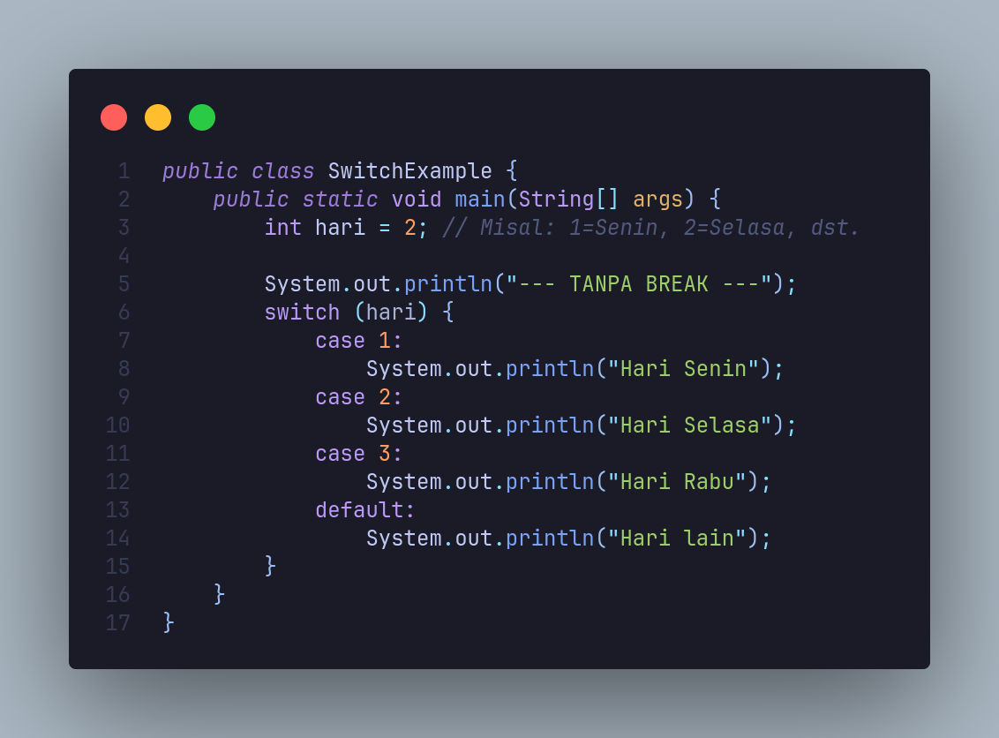 1 public class SwitchExample {
2     public static void main(String[] args) {
3         int hari = 2; // Misal: 1=Senin, 2=Selasa, dst.
4
5         System.out.println("--- TANPA BREAK ---");
6         switch (hari) {
7             case 1:
8                 System.out.println("Hari Senin");
9             case 2:
10                 System.out.println("Hari Selasa");
11             case 3:
12                 System.out.println("Hari Rabu");
13             default:
14                 System.out.println("Hari lain");
15         }
16     }
17 }